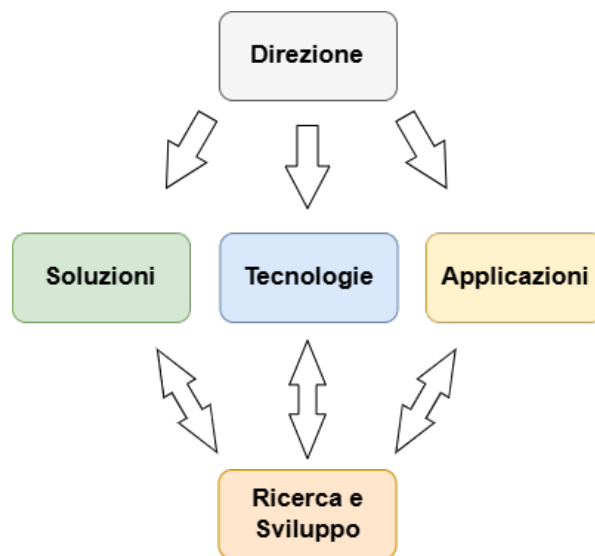 Direzione
Soluzioni
Tecnologie
Applicazioni
Ricerca e
Sviluppo